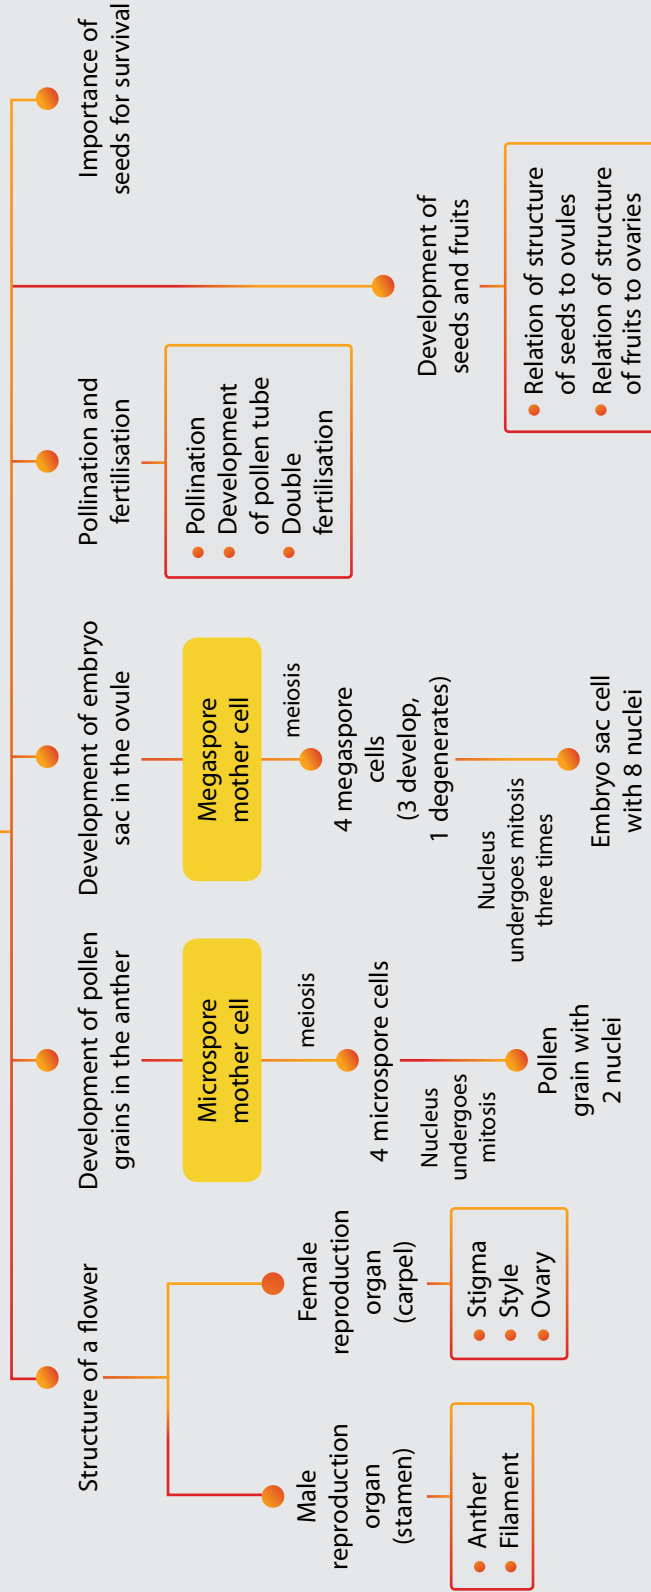 Structure of a flower
Male
reproduction
organ
(stamen)
Anther
Filament
Female
reproduction
organ
(carpel)
Stigma
Style
Ovary
Development of pollen
grains in the anther
Microspore
mother cell
meiosis
4 microspore cells
Nucleus
undergoes
mitosis
Pollen
grain with
2 nuclei
Development of embryo
sac in the ovule
Megaspore
mother cell
meiosis
4 megaspore
cells
(3 develop,
1 degenerates)
Nucleus
undergoes mitosis
three times
Embryo sac cell
with 8 nuclei
Pollination and
fertilisation
Pollination
Development
of pollen tube
Double
fertilisation
Development of
seeds and fruits
Relation of structure
of seeds to ovules
Relation of structure
of fruits to ovaries
Importance of
seeds for survival